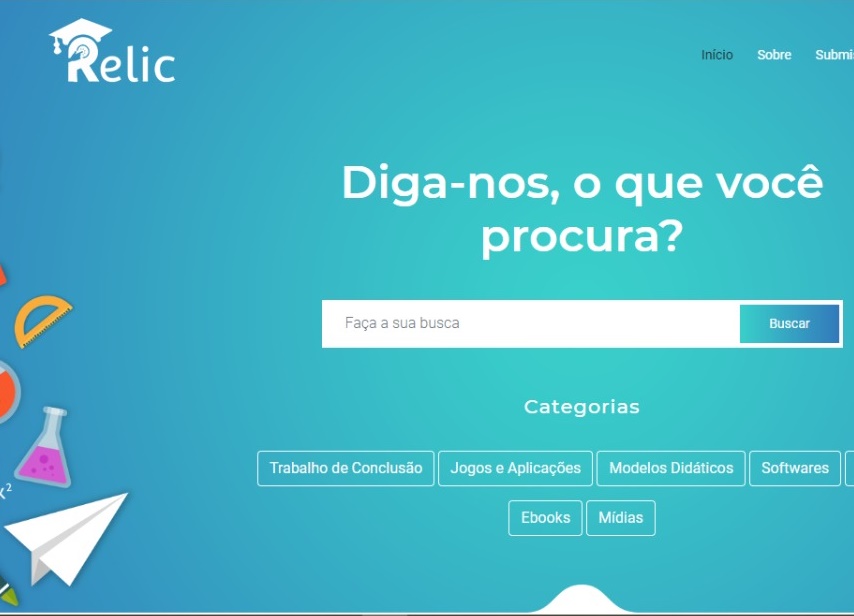 Relic
Início Sobre Submi
Diga-nos, o que você
procura?
Faça a sua busca Buscar
Categorias
Trabalho de Conclusão Jogos e Aplicações Modelos Didáticos Softwares
Ebooks Mídias
x²